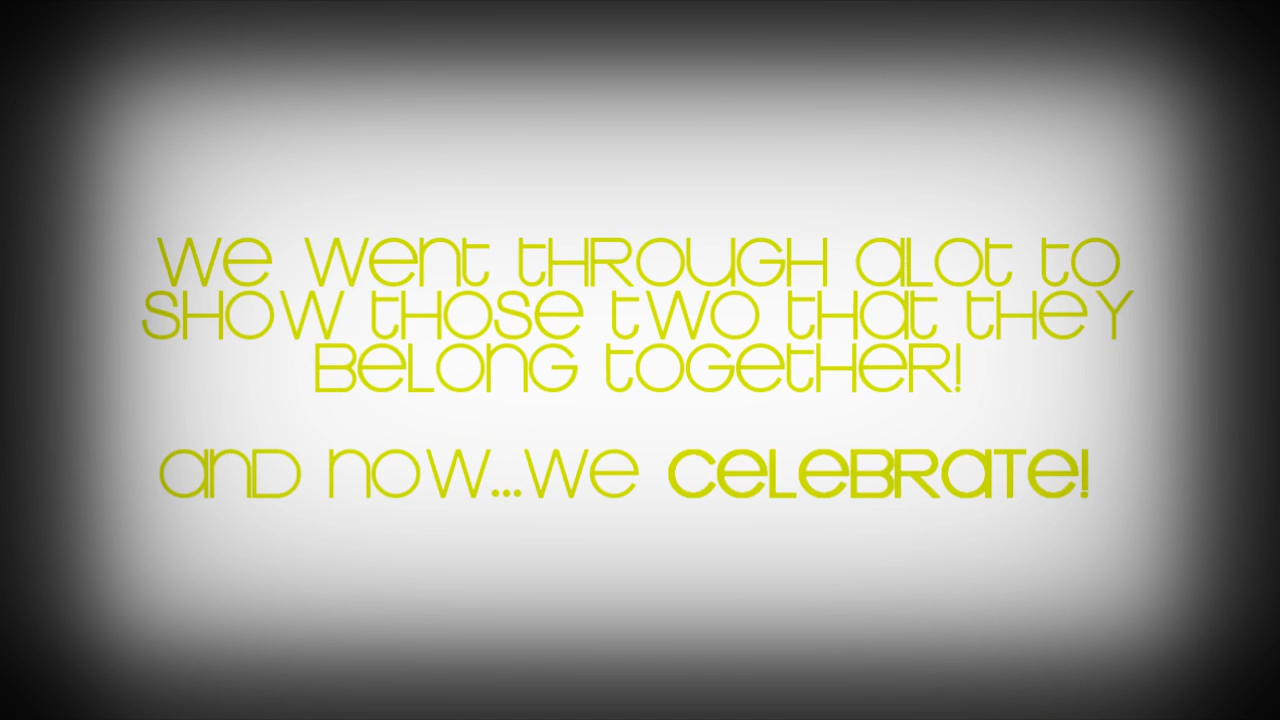 We went through alot to
show those two that they
belong together!
And now...we celebrate!